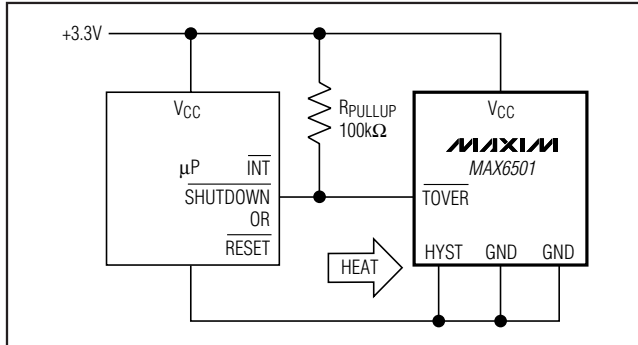 +3.3V
VCC
μP
INT
SHUTDOWN
OR
RESET
RPULLUP
100kΩ
HEAT
VCC
MAXIM
MAX6501
TOVER
HYST GND GND